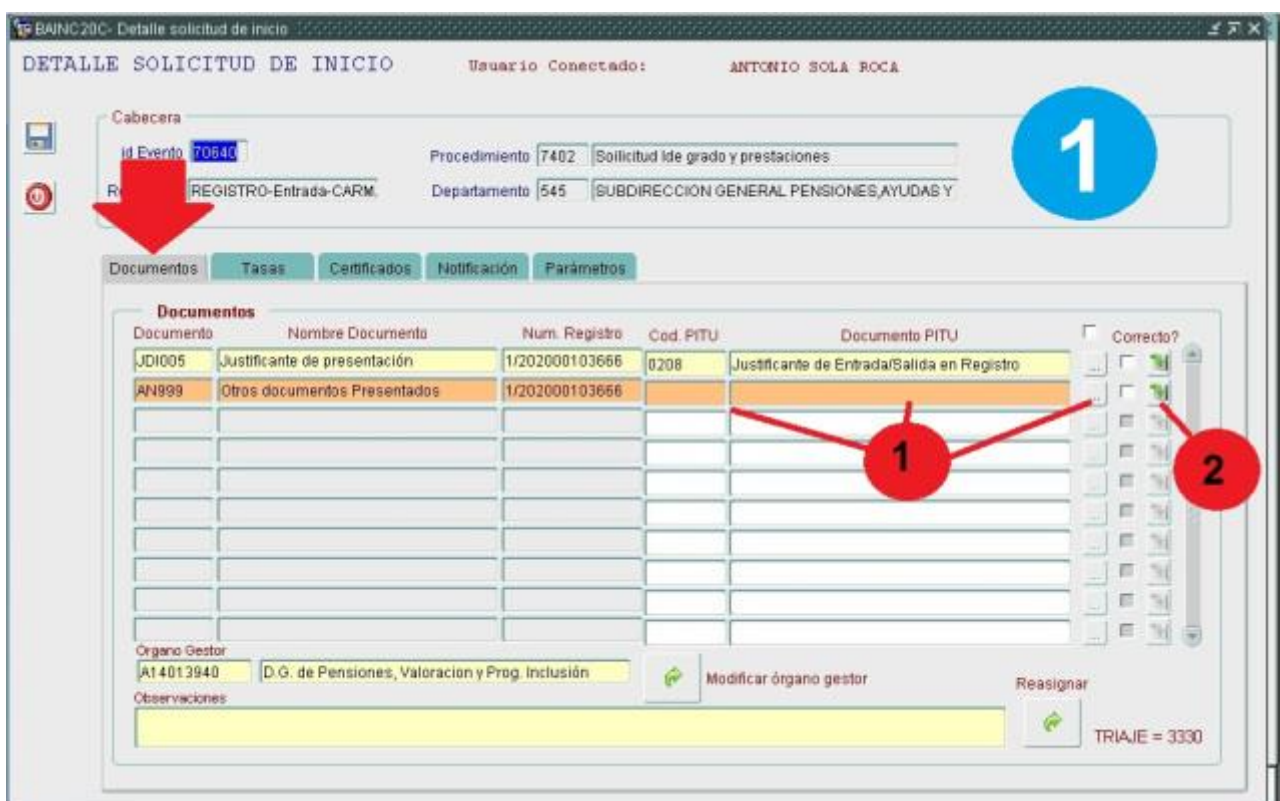 BAINC20C- Detalle solicitud de inicio
DETALLE SOLICITUD DE INICIO Usuario Conectado: ANTONIO SOLA ROCA
Cabecera
1
id Evento 70640 Procedimiento 7402 Soilicitud Ide grado y prestaciones
REGISTRO-Entrada-CARM. Departamento 545 SUBDIRECCION GENERAL PENSIONES,AYUDAS Y
Documentos Tasas Certificados Notificación Parámetros
Documentos
Documento Nombre Documento Num. Registro Cod. PITU Documento PITU Correcto?
JDI005 Justificante de presentación 1/202000103666 0208 Justificante de Entrada/Salida en Registro ...
AN999 Otros documentos Presentados 1/202000103666 ...
1
2
Organo Gestor
A14013940 D.G. de Pensiones, Valoracion y Prog. Inclusión Modificar órgano gestor
Reasignar
Observaciones
TRIAJE = 3330